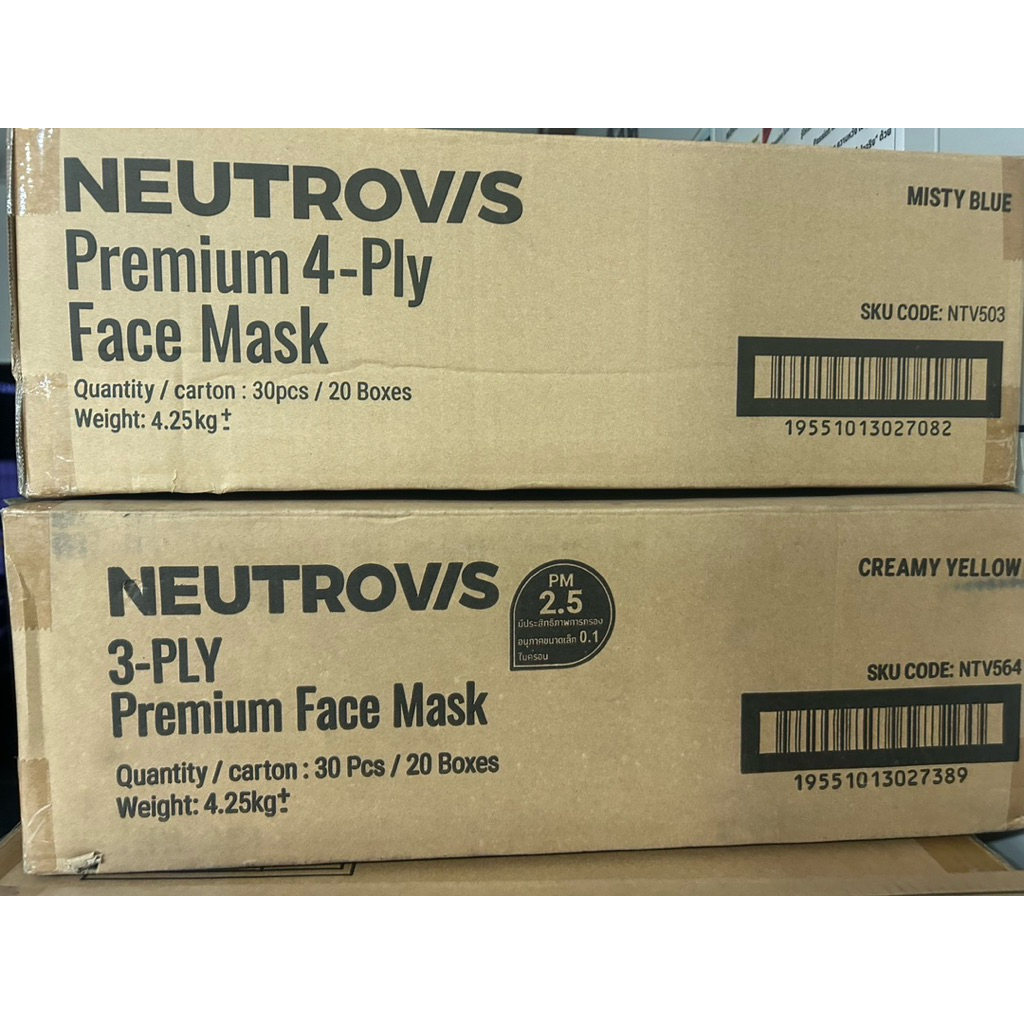 NEUTROVIS
Premium 4-Ply
Face Mask
Quantity / carton : 30pcs / 20 Boxes
Weight: 4.25kg±
MISTY BLUE
SKU CODE: NTV503
19551013027082
NEUTROVIS
3-PLY
Premium Face Mask
Quantity / carton : 30 Pcs / 20 Boxes
Weight: 4.25kg±
PM
2.5
มีประสิทธิภาพการกรอง
อนุภาคขนาดเล็ก 0.1
ไมครอน
CREAMY YELLOW
SKU CODE: NTV564
19551013027389